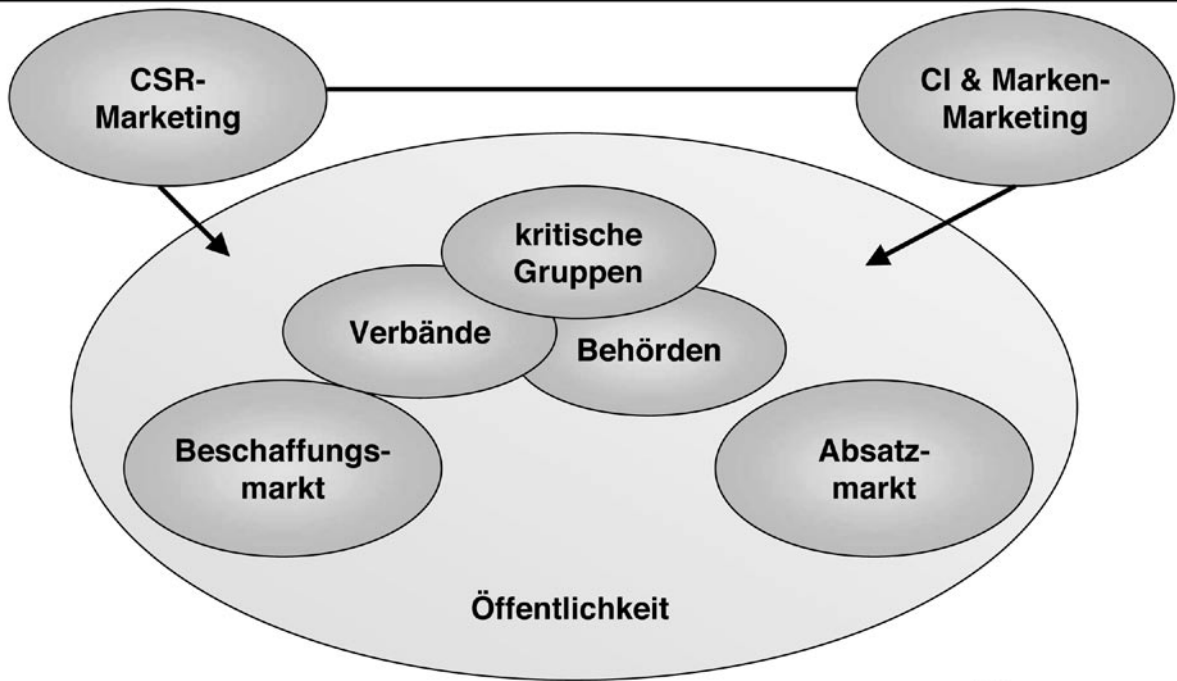 CSR-
Marketing
CI & Marken-
Marketing
kritische
Gruppen
Verbände
Behörden
Beschaffungs-
markt
Absatz-
markt
Öffentlichkeit